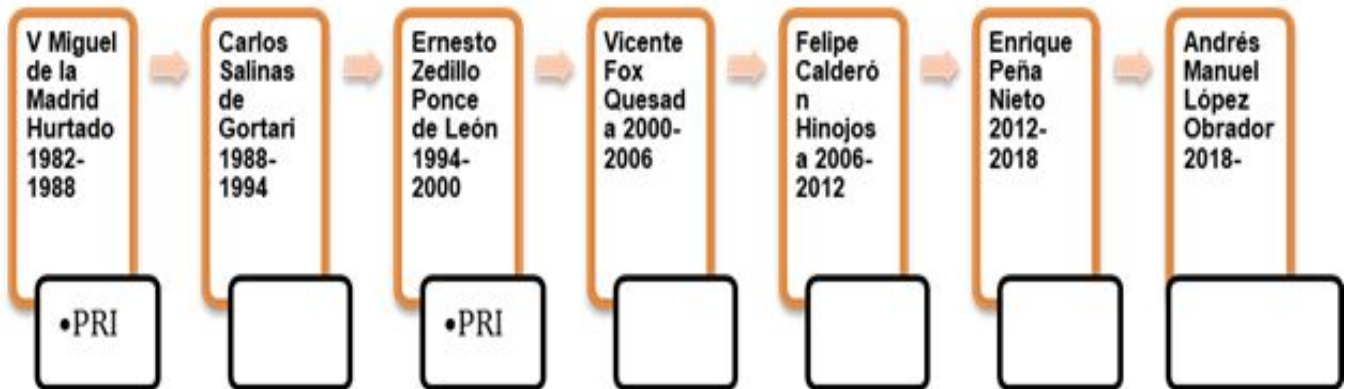 V Miguel
de la
Madrid
Hurtado
1982-
1988
Carlos
Salinas
de
Gortari
1988-
1994
Ernesto
Zedillo
Ponce
de León
1994-
2000
Vicente
Fox
Quesad
a 2000-
2006
Felipe
Calderó
n
Hinojos
a 2006-
2012
Enrique
Peña
Nieto
2012-
2018
Andrés
Manuel
López
Obrador
2018-
•PRI
•PRI